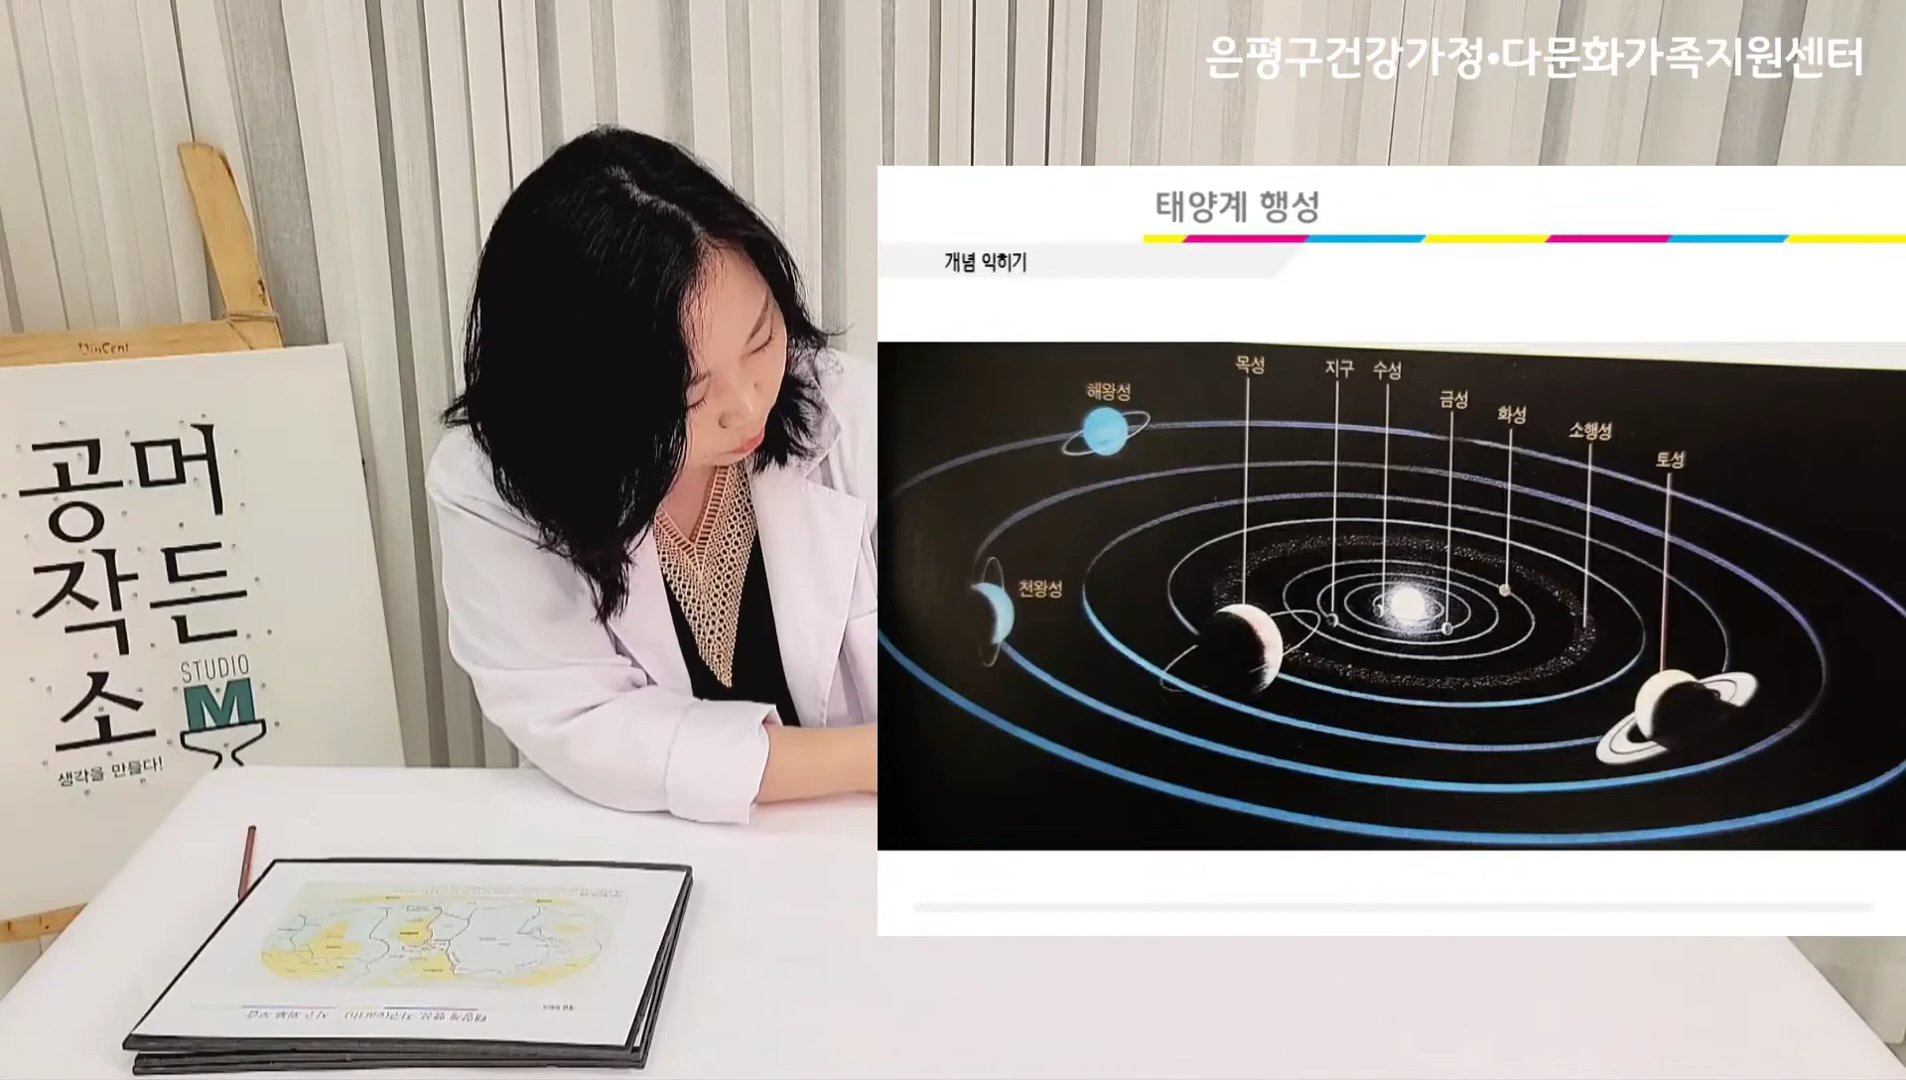 은평구건강가정•다문화가족지원센터
태양계 행성
개념 익히기
목성
지구
수성
해왕성
금성
화성
소행성
토성
천왕성
DinCent
공머
작든
소
STUDIO
M
생각을 만들다!